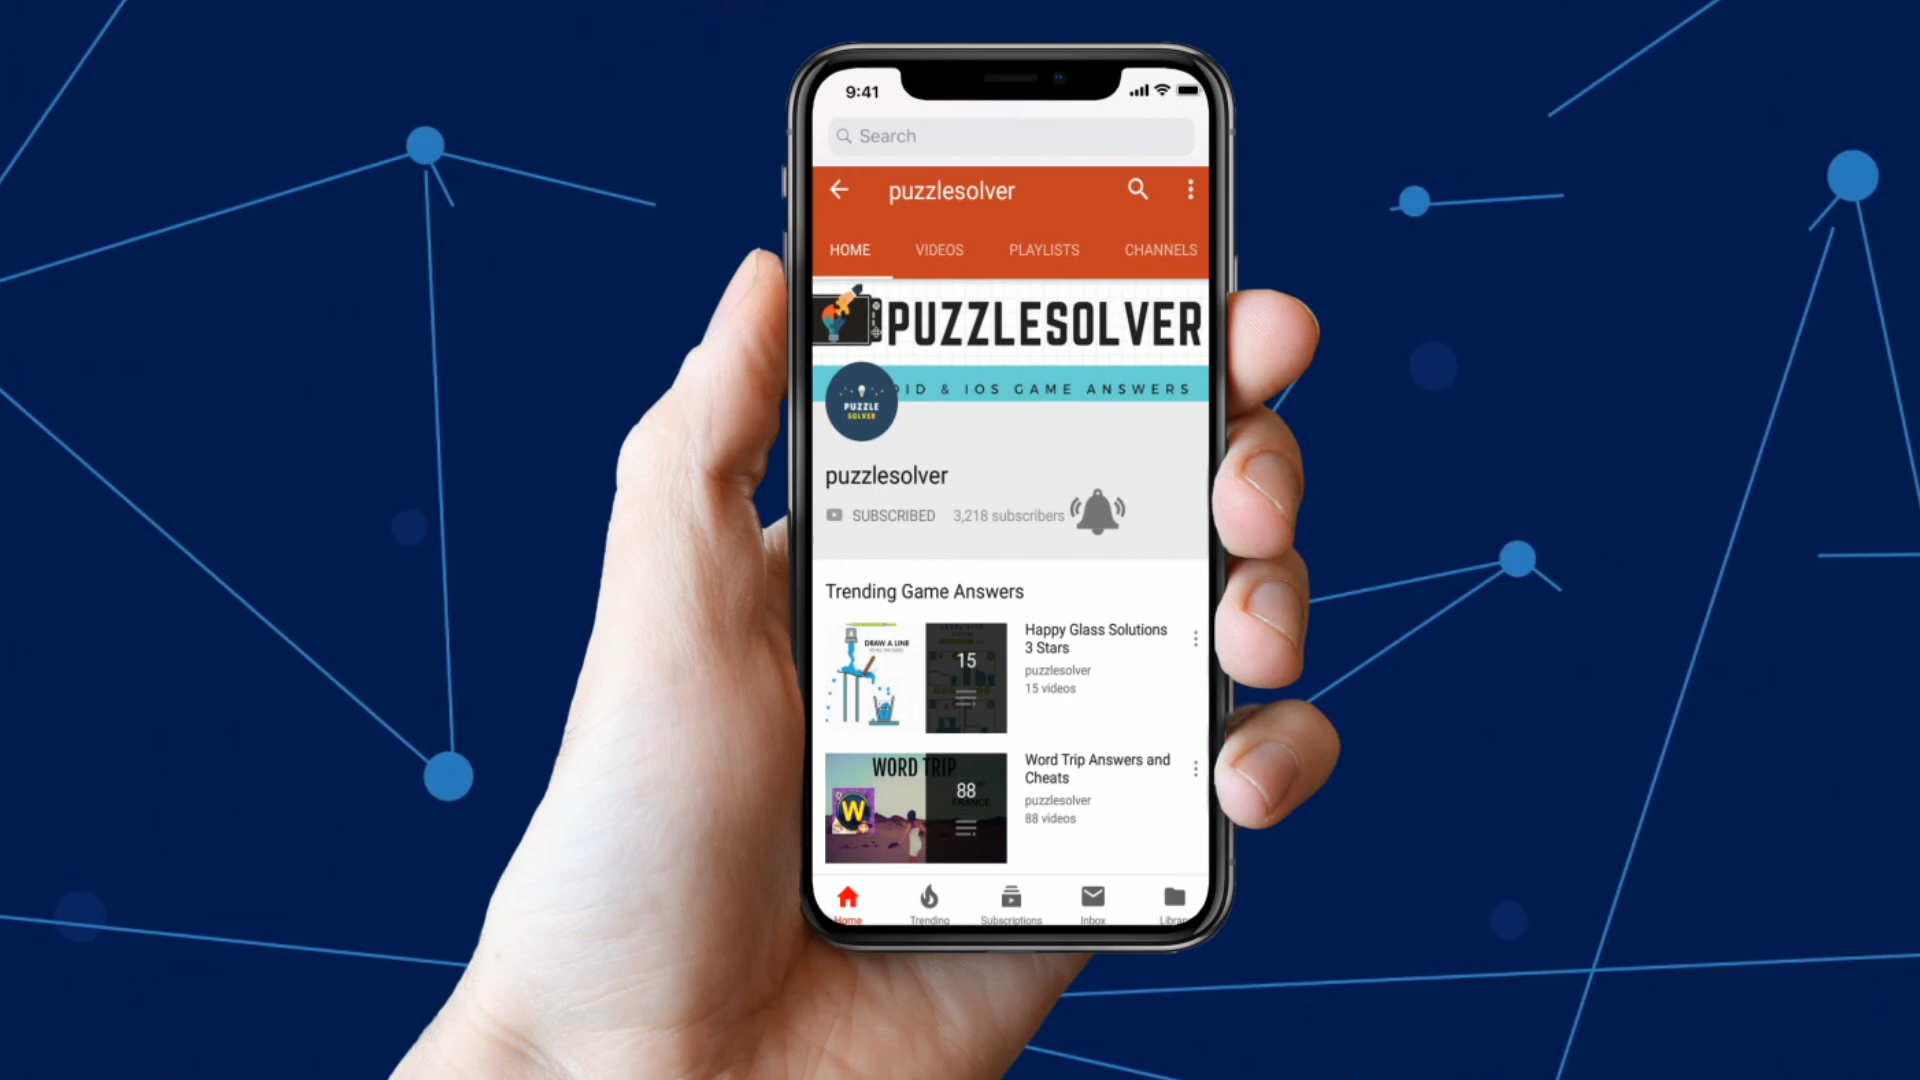 9:41
Search
puzzlesolver
HOME VIDEOS PLAYLISTS CHANNELS
PUZZLESOLVER
& IOS GAME ANSWERS
PUZZLE
SOLVER
puzzlesolver
SUBSCRIBED 3,218 subscribers
Trending Game Answers
DRAW A LINE
15
Happy Glass Solutions
3 Stars
puzzlesolver
15 videos
WORD TRIP
W
88
FRANCE
Word Trip Answers and
Cheats
puzzlesolver
88 videos
Home Trending Subscriptions Inbox Library